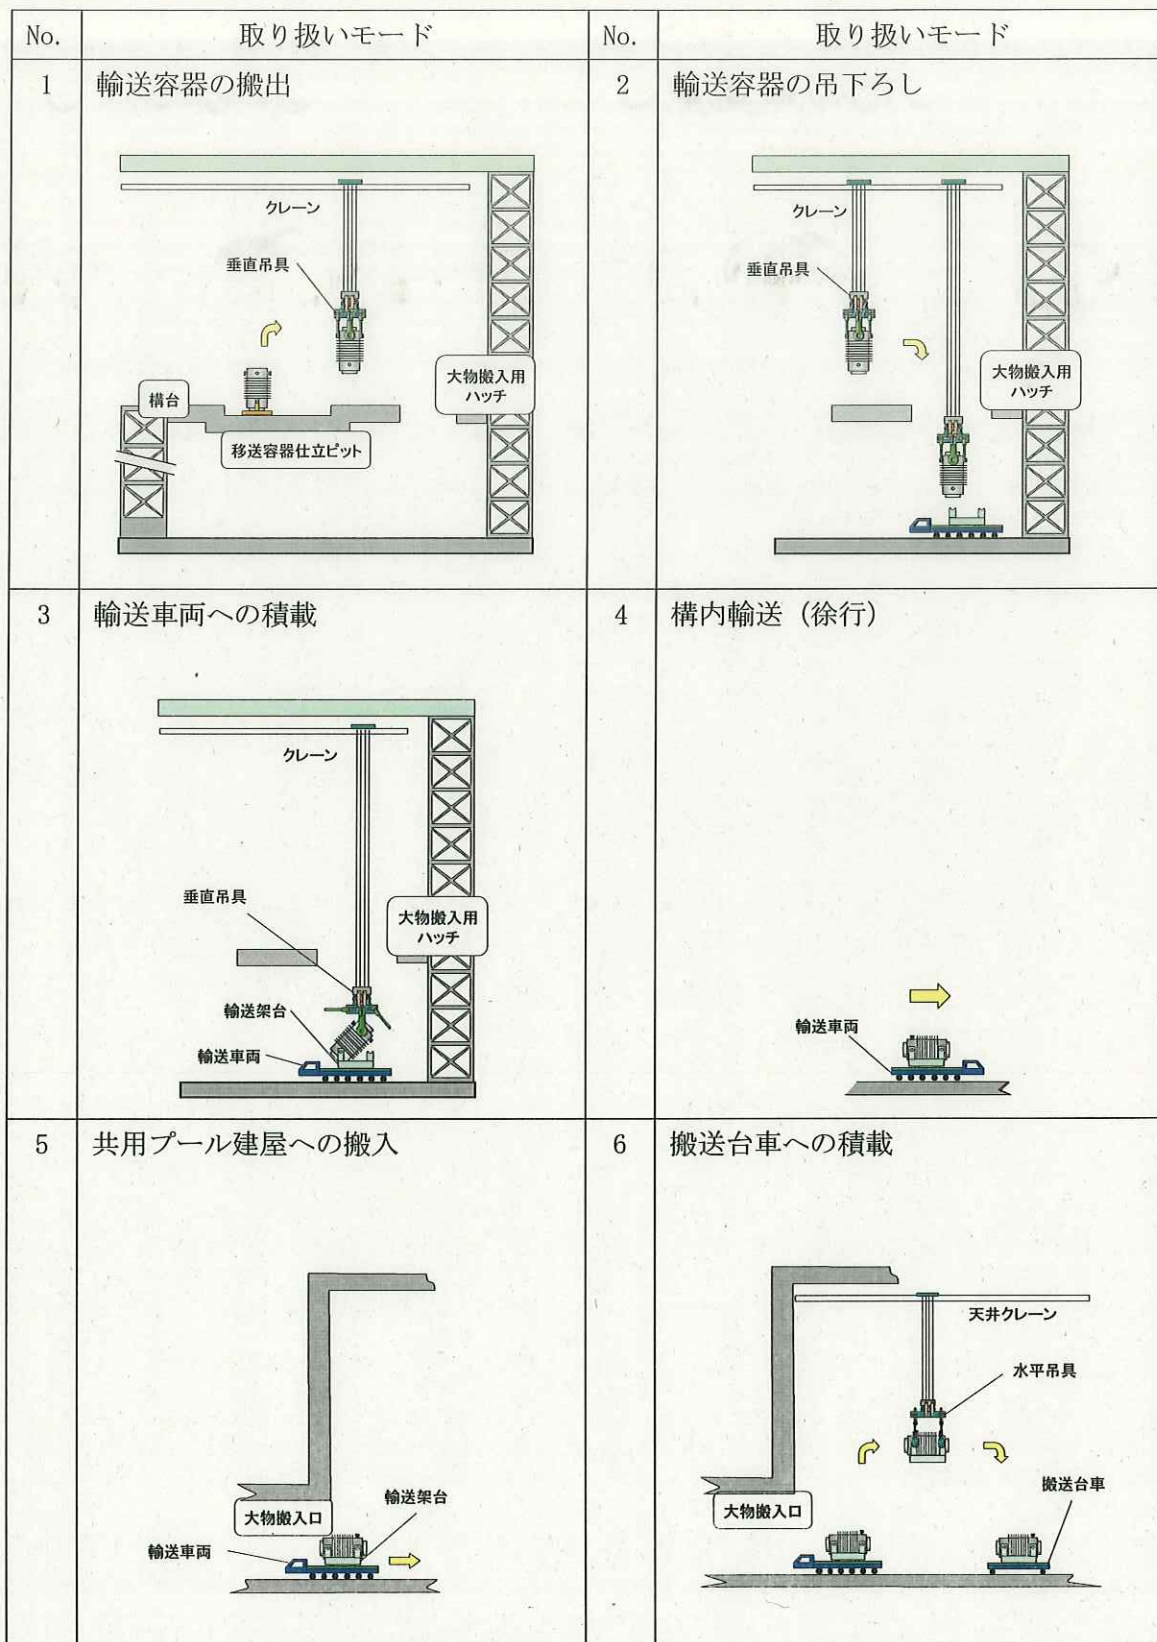 No.
取り扱いモード
No.
取り扱いモード
1
輸送容器の搬出
クレーン
垂直吊具
構台
移送容器仕立ピット
大物搬入用
ハッチ
2
輸送容器の吊下ろし
クレーン
垂直吊具
大物搬入用
ハッチ
3
輸送車両への積載
クレーン
垂直吊具
大物搬入用
ハッチ
輸送架台
輸送車両
4
構内輸送（徐行）
輸送車両
5
共用プール建屋への搬入
大物搬入口
輸送架台
輸送車両
6
搬送台車への積載
天井クレーン
水平吊具
大物搬入口
搬送台車